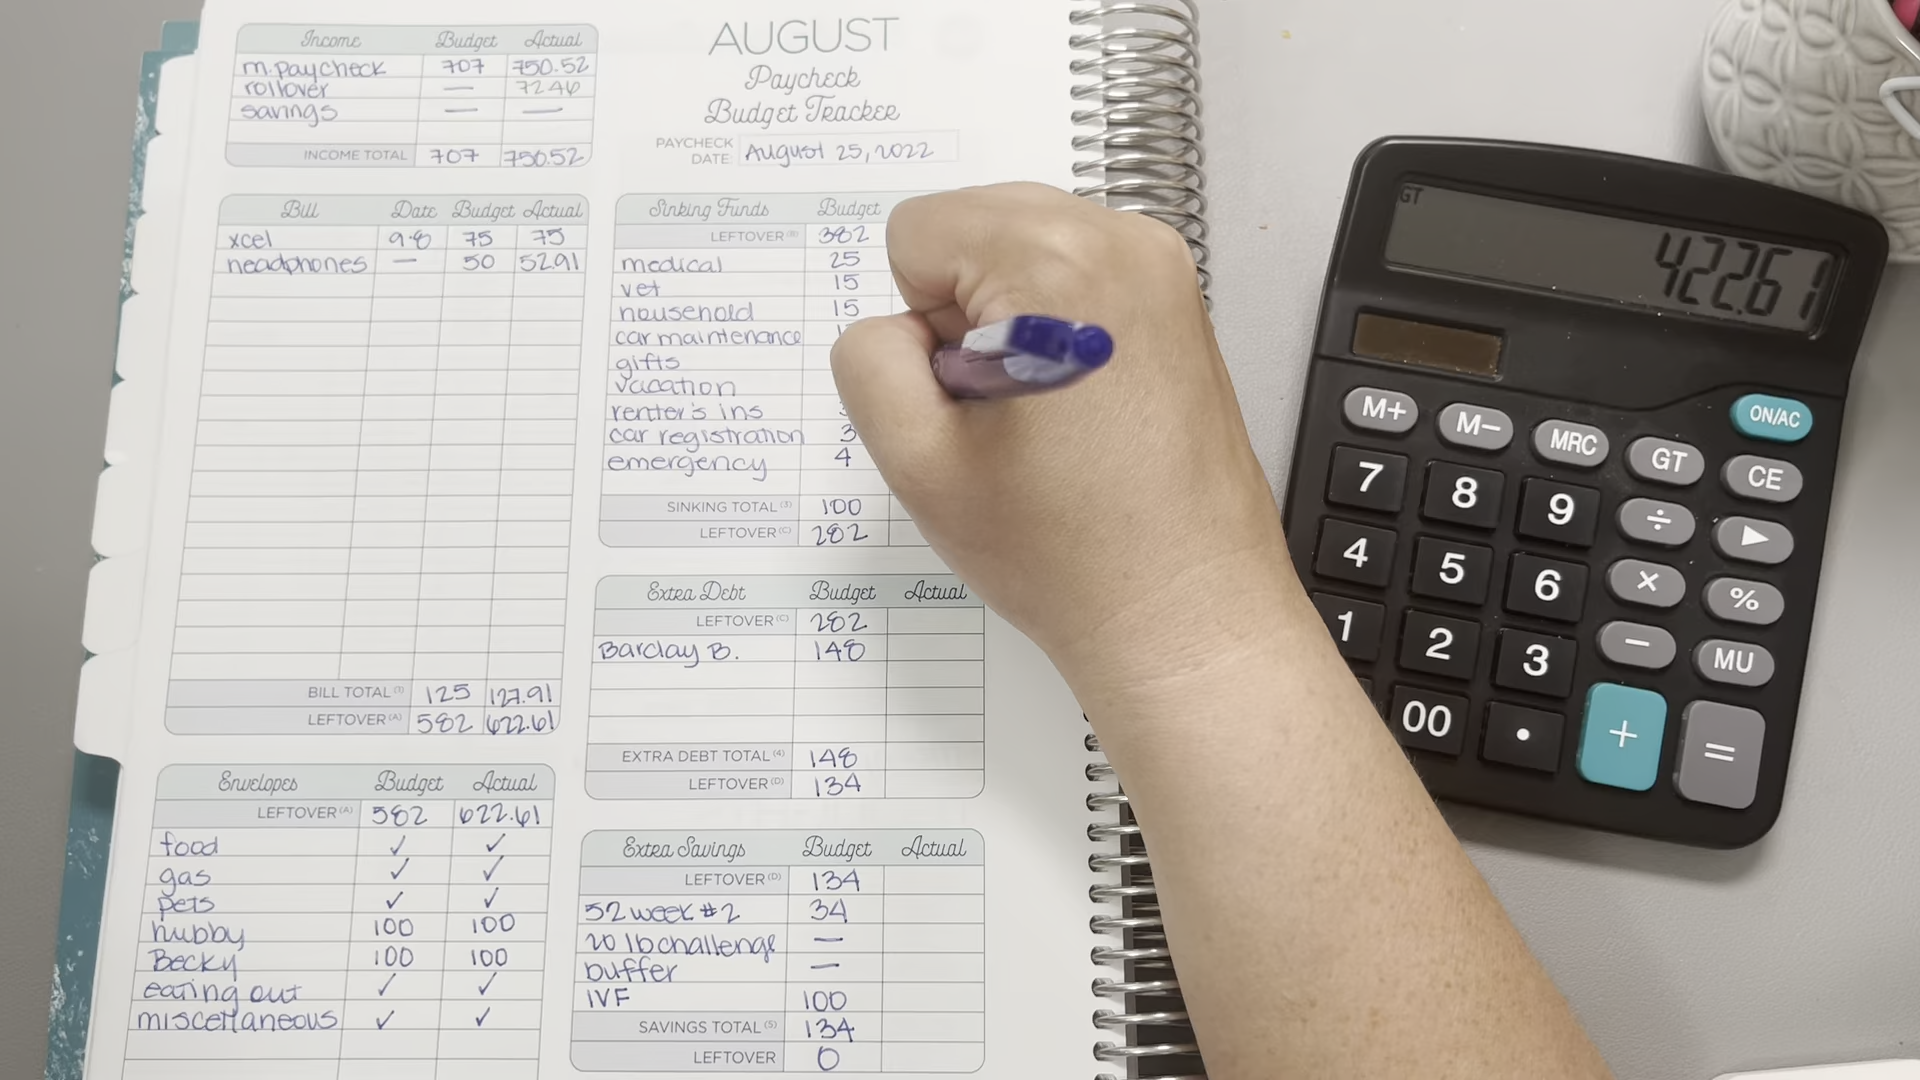 AUGUST
Paycheck
Budget Tracker
PAYCHECK DATE: August 25, 2022
Income Budget Actual
m. paycheck 707 750.52
rollover — 72.46
savings — —
INCOME TOTAL 707 750.52
Bill Date Budget Actual
xcel 9.8 75 75
headphones — 50 52.91
BILL TOTAL (1) 125 127.91
LEFTOVER (A) 582 622.61
Envelopes Budget Actual
LEFTOVER (A) 582 622.61
food ✓ ✓
gas ✓ ✓
pets ✓ ✓
hubby 100 100
Becky 100 100
eating out ✓ ✓
miscellaneous ✓ ✓
Sinking Funds Budget
LEFTOVER (B) 382
medical 25
vet 15
household 15
car maintenance
gifts
vacation
renter's ins
car registration 3
emergency 4
SINKING TOTAL (3) 100
LEFTOVER (C) 282
Extra Debt Budget Actual
LEFTOVER (C) 282
Barclay B. 148
EXTRA DEBT TOTAL (4) 148
LEFTOVER (D) 134
Extra Savings Budget Actual
LEFTOVER (D) 134
52 week #2 34
20 lb challenge —
buffer —
IVF 100
SAVINGS TOTAL (5) 134
LEFTOVER 0
GT
422.61
ON/AC
M+ M− MRC GT CE
7 8 9 ÷ ▶
4 5 6 × %
1 2 3 − MU
00 . + =